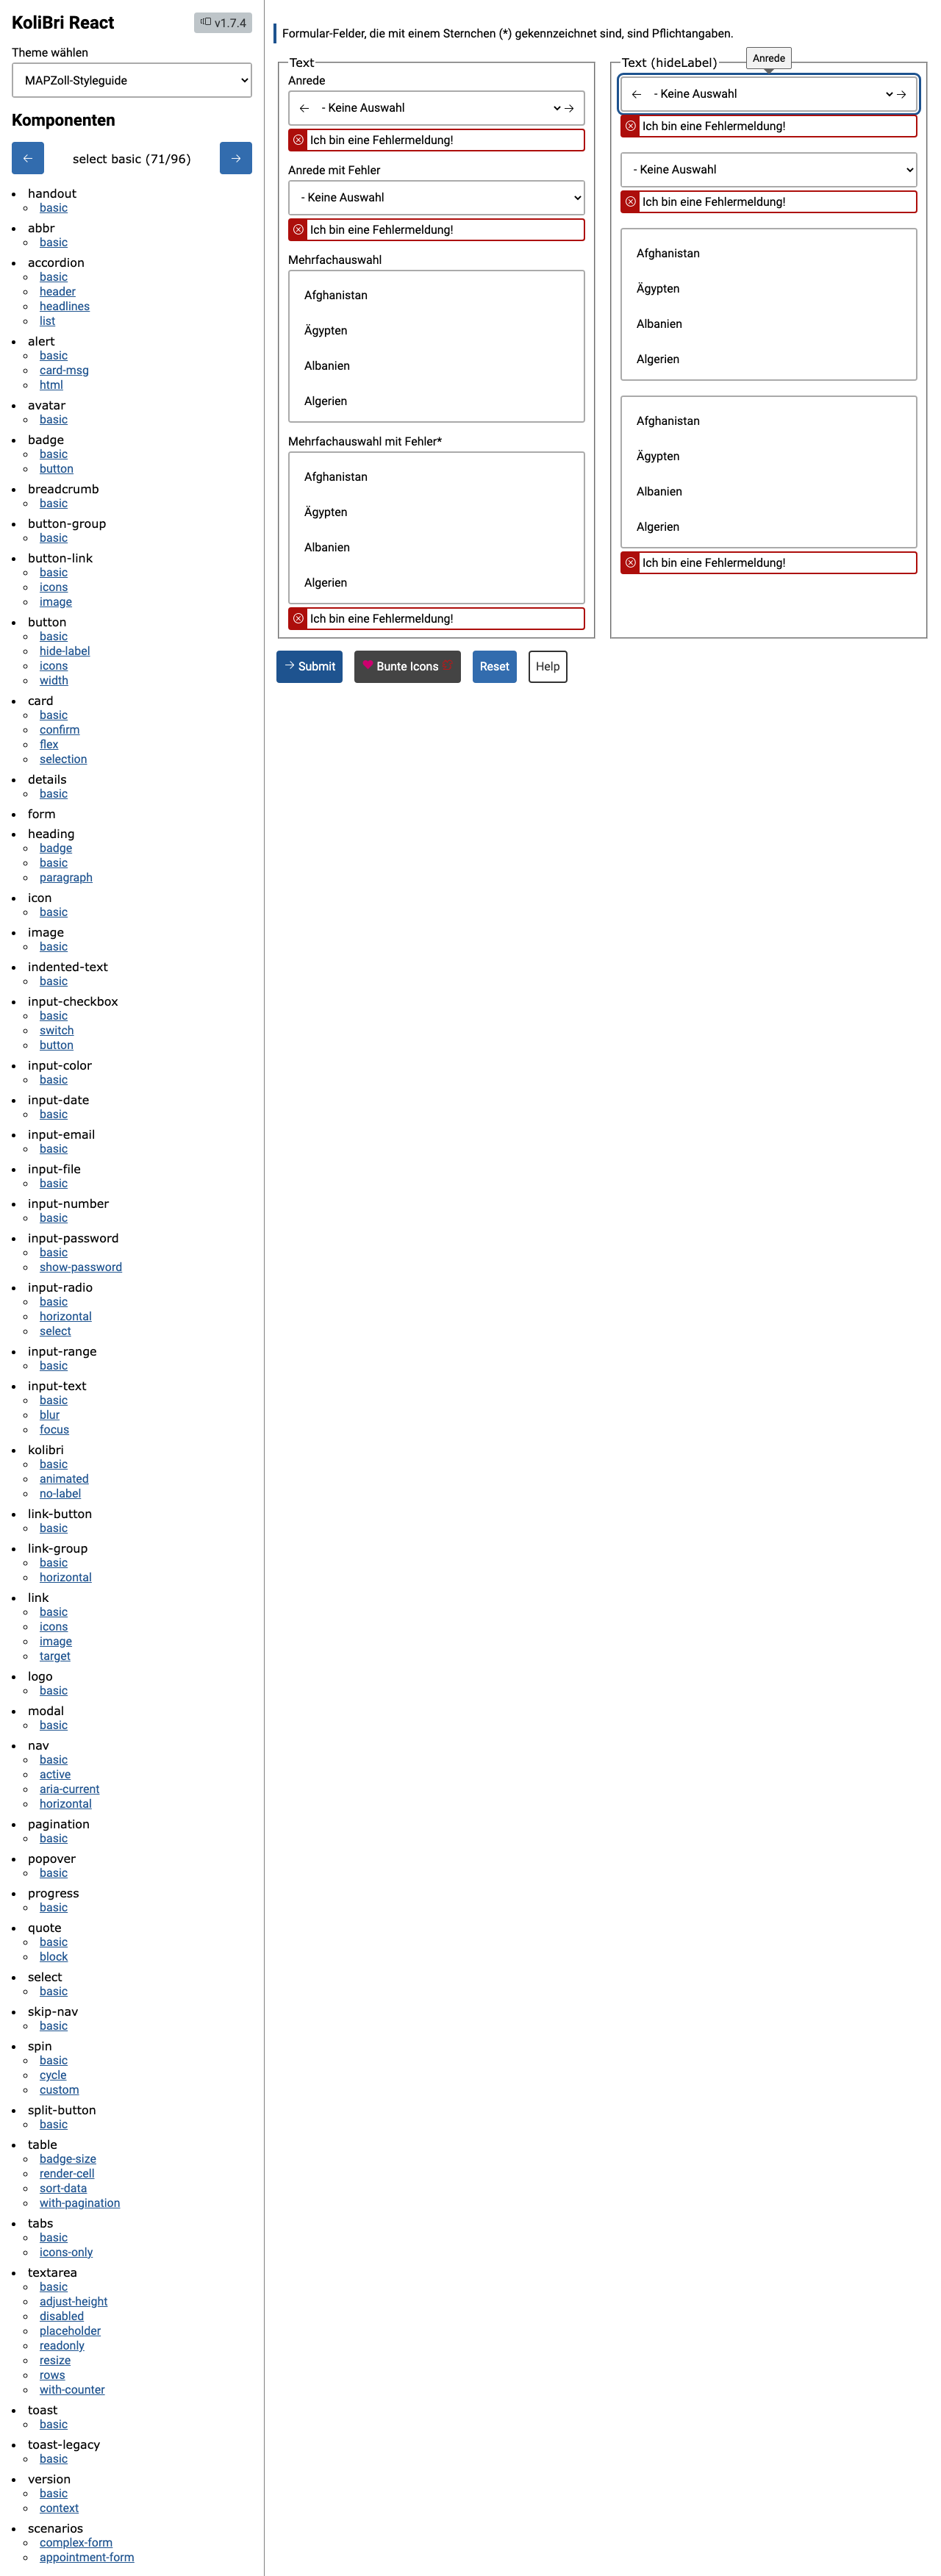 KoliBri React
v1.7.4
Theme wählen
MAPZoll-Styleguide
Komponenten
← select basic (71/96) →
handout
basic
abbr
basic
accordion
basic
header
headlines
list
alert
basic
card-msg
html
avatar
basic
badge
basic
button
breadcrumb
basic
button-group
basic
button-link
basic
icons
image
button
basic
hide-label
icons
width
card
basic
confirm
flex
selection
details
basic
form
heading
badge
basic
paragraph
icon
basic
image
basic
indented-text
basic
input-checkbox
basic
switch
button
input-color
basic
input-date
basic
input-email
basic
input-file
basic
input-number
basic
input-password
basic
show-password
input-radio
basic
horizontal
select
input-range
basic
input-text
basic
blur
focus
kolibri
basic
animated
no-label
link-button
basic
link-group
basic
horizontal
link
basic
icons
image
target
logo
basic
modal
basic
nav
basic
active
aria-current
horizontal
pagination
basic
popover
basic
progress
basic
quote
basic
block
select
basic
skip-nav
basic
spin
basic
cycle
custom
split-button
basic
table
badge-size
render-cell
sort-data
with-pagination
tabs
basic
icons-only
textarea
basic
adjust-height
disabled
placeholder
readonly
resize
rows
with-counter
toast
basic
toast-legacy
basic
version
basic
context
scenarios
complex-form
appointment-form
Formular-Felder, die mit einem Sternchen (*) gekennzeichnet sind, sind Pflichtangaben.
Text
Anrede
← - Keine Auswahl →
Ich bin eine Fehlermeldung!
Anrede mit Fehler
- Keine Auswahl
Ich bin eine Fehlermeldung!
Mehrfachauswahl
Afghanistan
Ägypten
Albanien
Algerien
Mehrfachauswahl mit Fehler*
Afghanistan
Ägypten
Albanien
Algerien
Ich bin eine Fehlermeldung!
Text (hideLabel)
Anrede
← - Keine Auswahl →
Ich bin eine Fehlermeldung!
- Keine Auswahl
Ich bin eine Fehlermeldung!
Afghanistan
Ägypten
Albanien
Algerien
Afghanistan
Ägypten
Albanien
Algerien
Ich bin eine Fehlermeldung!
→ Submit
Bunte Icons
Reset
Help